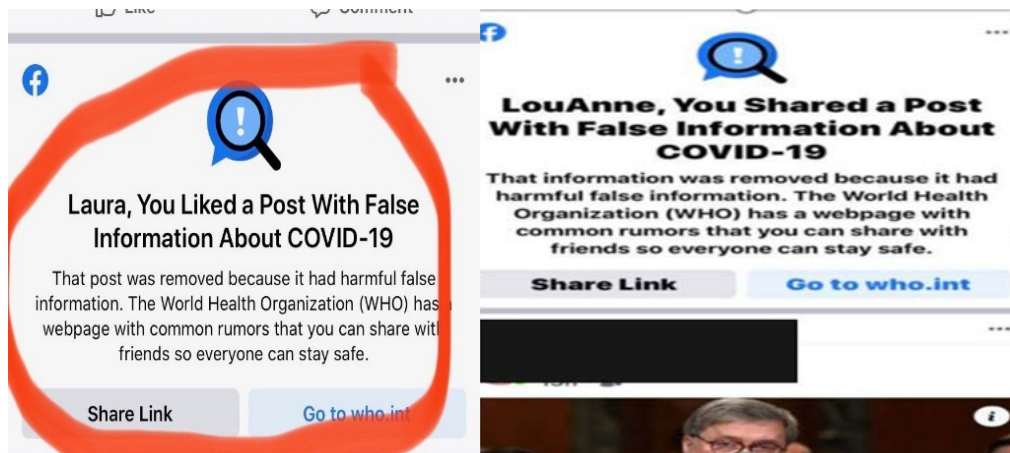 Like Comment
Laura, You Liked a Post With False
Information About COVID-19
That post was removed because it had harmful false
information. The World Health Organization (WHO) has a
webpage with common rumors that you can share with
friends so everyone can stay safe.
Share Link Go to who.int
LouAnne, You Shared a Post
With False Information About
COVID-19
That information was removed because it had
harmful false information. The World Health
Organization (WHO) has a webpage with
common rumors that you can share with
friends so everyone can stay safe.
Share Link Go to who.int